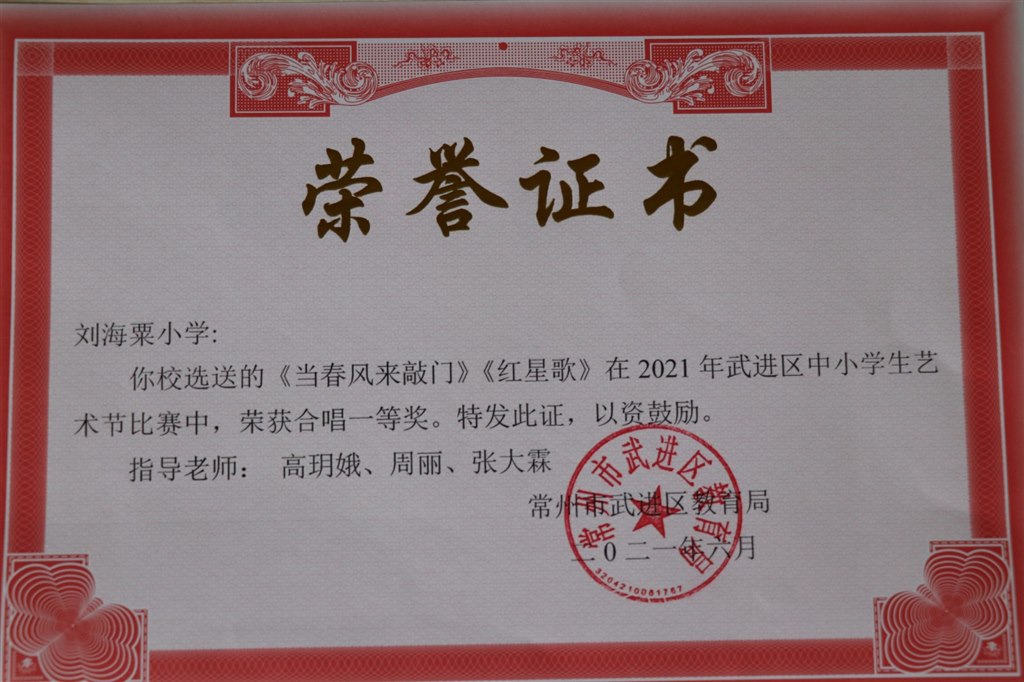 荣誉证书
刘海粟小学:
你校选送的《当春风来敲门》《红星歌》在 2021 年武进区中小学生艺
术节比赛中，荣获合唱一等奖。特发此证，以资鼓励。
指导老师： 高玥娥、周丽、张大霖
常州市武进区教育局
二0二一年六月
常州市武进区教育局
3204210081767